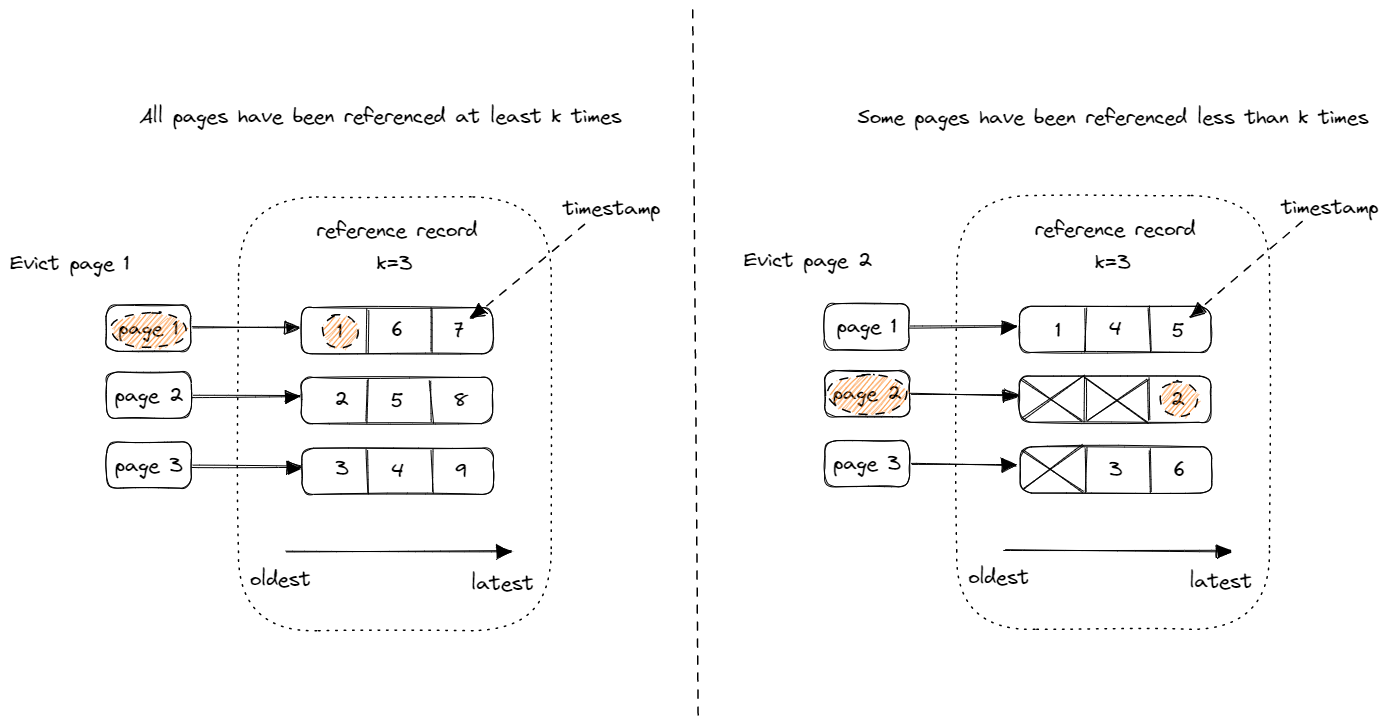 All pages have been referenced at least k times
timestamp
reference record
k=3
Evict page 1
page 1
1 6 7
page 2
2 5 8
page 3
3 4 9
oldest
latest
Some pages have been referenced less than k times
timestamp
reference record
k=3
Evict page 2
page 1
1 4 5
page 2
2
page 3
3 6
oldest
latest